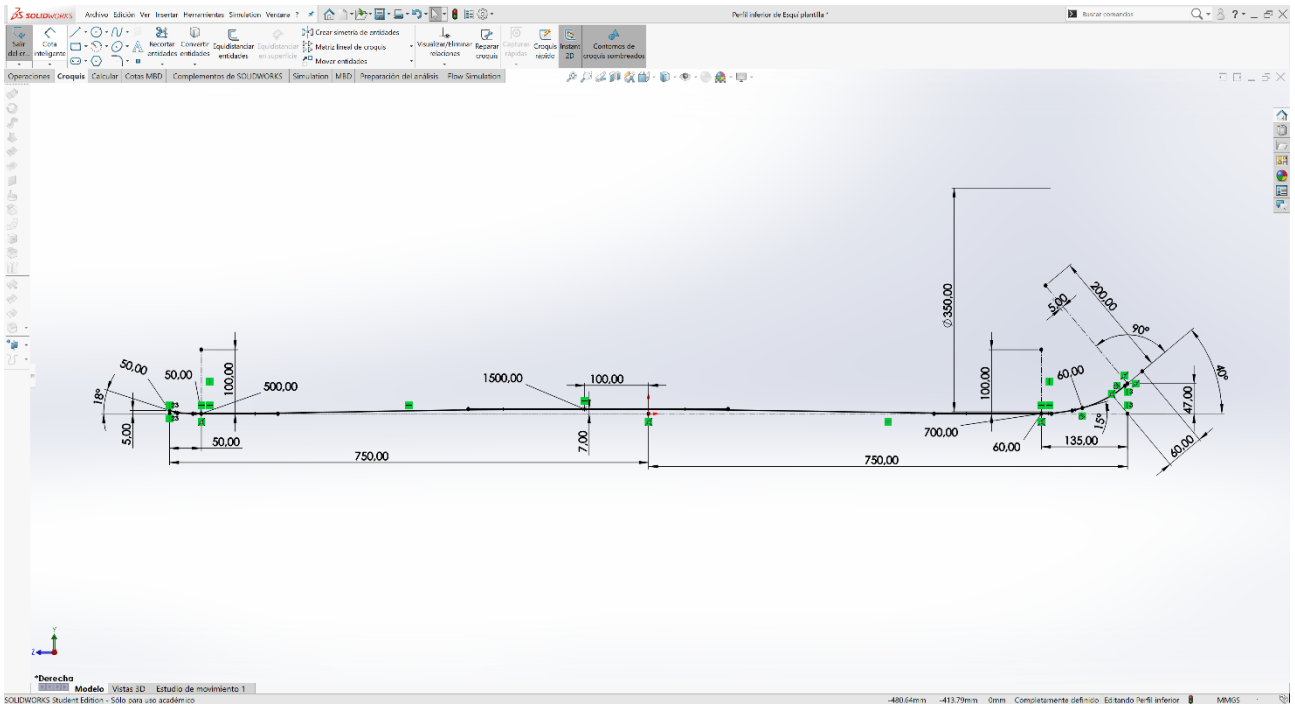 SOLIDWORKS Archivo Edición Ver Insertar Herramientas Simulation Ventana ? Perfil inferior de Esquí plantilla * Buscar comandos
Crear simetría de entidades
Sair del cr... Cota inteligente Recortar entidades Convertir entidades Equidistanciar entidades Equidistanciar en superficie Matriz lineal de croquis Visualizar/Eliminar relaciones Reparar croquis Capturas rápidas Croquis rápido Instant 2D Contornos de croquis sombreados
Mover entidades
Operaciones Croquis Calcular Cotas MBD Complementos de SOLIDWORKS Simulation MBD Preparación del análisis Flow Simulation
200,00
5,00
∅350,00
90°
50,00
50,00
100,00
500,00
18°
5,00
50,00
750,00
1500,00
100,00
7,00
100,00
60,00
40°
47,00
15°
700,00
60,00
135,00
60,00
750,00
Y
Z
*Derecha
Modelo Vistas 3D Estudio de movimiento 1
SOLIDWORKS Student Edition - Sólo para uso académico -480.64mm -413.79mm 0mm Completamente definido Editando Perfil inferior MMGS